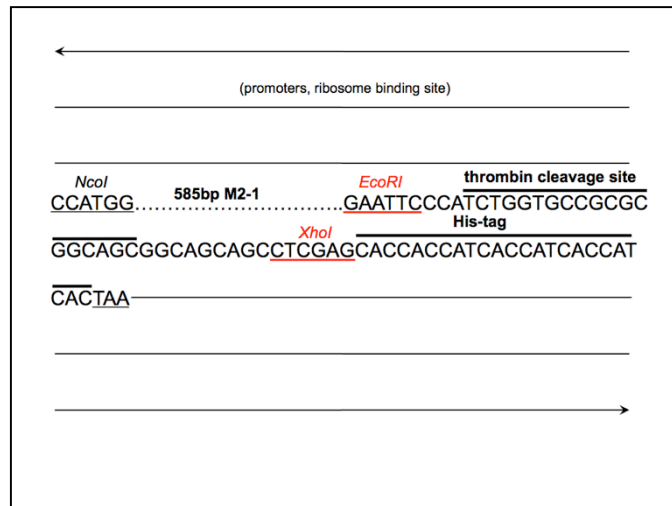 (promoters, ribosome binding site)
NcoI 585bp M2-1 EcoRI thrombin cleavage site
CCATGG..............................GAATTCCCATCTGGTGCCGCGC
XhoI His-tag
GGCAGCGGCAGCAGCCTCGAGCACCACCATCACCATCACCAT
CACTAA